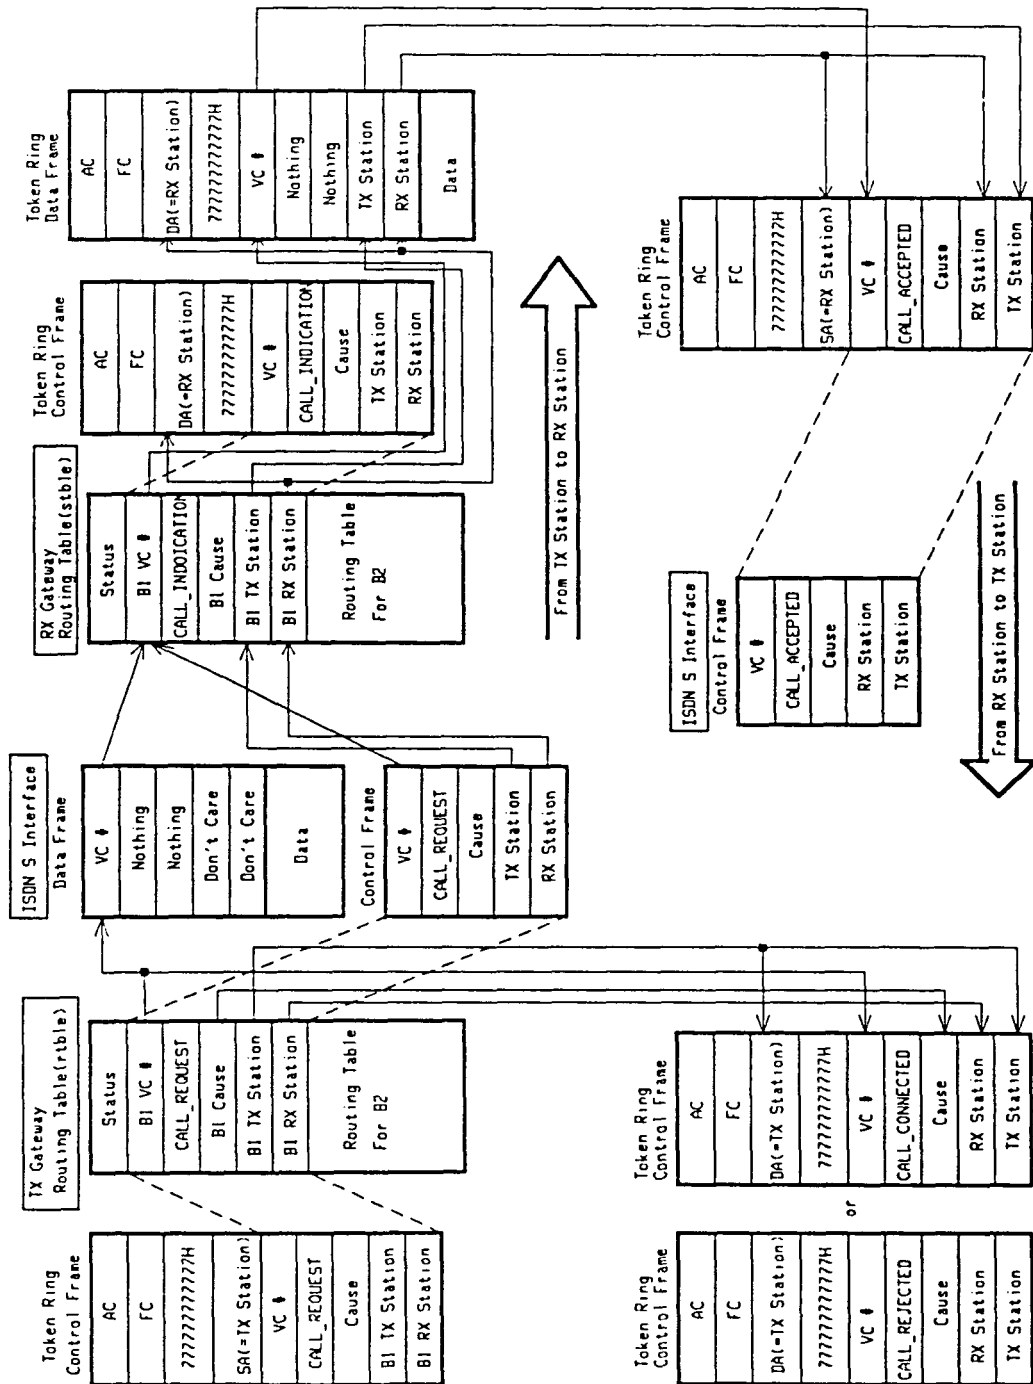 Token Ring
Control Frame
AC
FC
777777777777H
SA(=TX Station)
VC #
CALL_REQUEST
Cause
B1 TX Station
B1 RX Station
TX Gateway
Routing Table(rtble)
Status
B1 VC #
CALL_REQUEST
B1 Cause
B1 TX Station
B1 RX Station
Routing Table
For B2
ISDN S Interface
Data Frame
VC #
Nothing
Nothing
Don't Care
Don't Care
Data
Control Frame
VC #
CALL_REQUEST
Cause
TX Station
RX Station
RX Gateway
Routing Table(stble)
Status
B1 VC #
CALL_INDOICATION
B1 Cause
B1 TX Station
B1 RX Station
Routing Table
For B2
Token Ring
Control Frame
AC
FC
DA(=RX Station)
777777777777H
VC #
CALL_INDICATION
Cause
TX Station
RX Station
Token Ring
Data Frame
AC
FC
DA(=RX Station)
777777777777H
VC #
Nothing
Nothing
TX Station
RX Station
Data
From TX Station to RX Station
Token Ring
Control Frame
AC
FC
DA(=TX Station)
777777777777H
VC #
CALL_REJECTED
Cause
RX Station
TX Station
or
Token Ring
Control Frame
AC
FC
DA(=TX Station)
777777777777H
VC #
CALL_CONNECTED
Cause
RX Station
TX Station
ISDN S Interface
Control Frame
VC #
CALL_ACCEPTED
Cause
RX Station
TX Station
From RX Station to TX Station
Token Ring
Control Frame
AC
FC
777777777777H
SA(=RX Station)
VC #
CALL_ACCEPTED
Cause
RX Station
TX Station